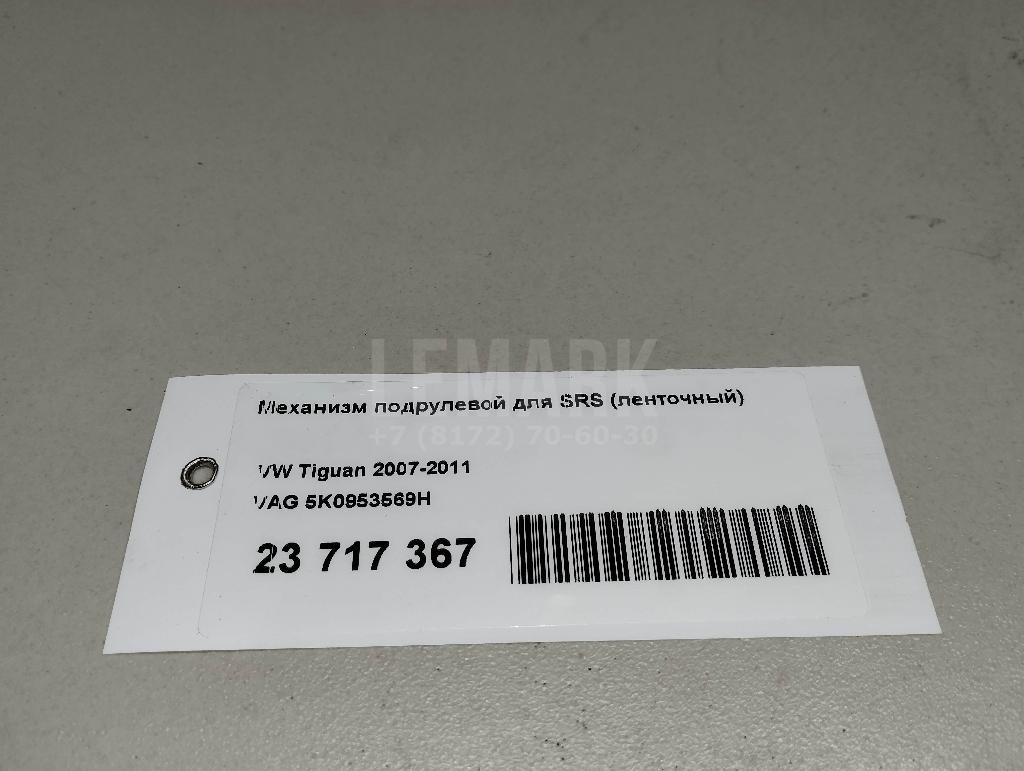 LEMARK
Механизм подрулевой для SRS (ленточный)
+7 (8172) 70-60-30
VW Tiguan 2007-2011
VAG 5K0953569H
23 717 367